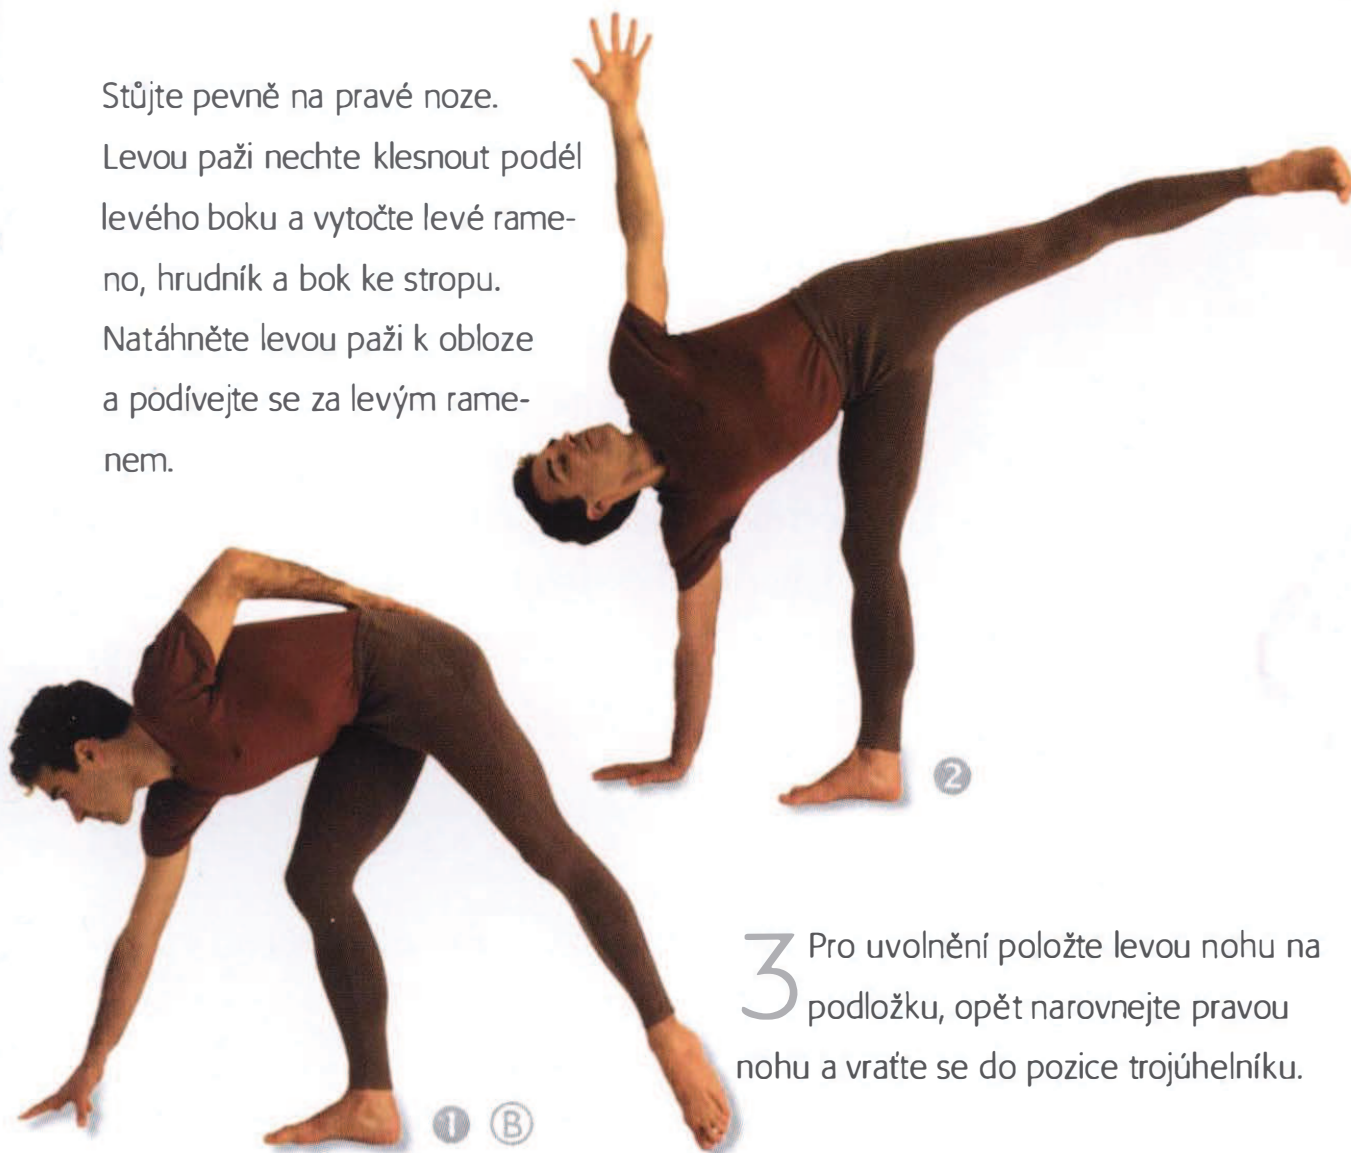 Stůjte pevně na pravé noze.
Levou paži nechte klesnout podél
levého boku a vytočte levé rame-
no, hrudník a bok ke stropu.
Natáhněte levou paži k obloze
a podívejte se za levým rame-
nem.
2
1 B
3 Pro uvolnění položte levou nohu na
podložku, opět narovnejte pravou
nohu a vraťte se do pozice trojúhelníku.